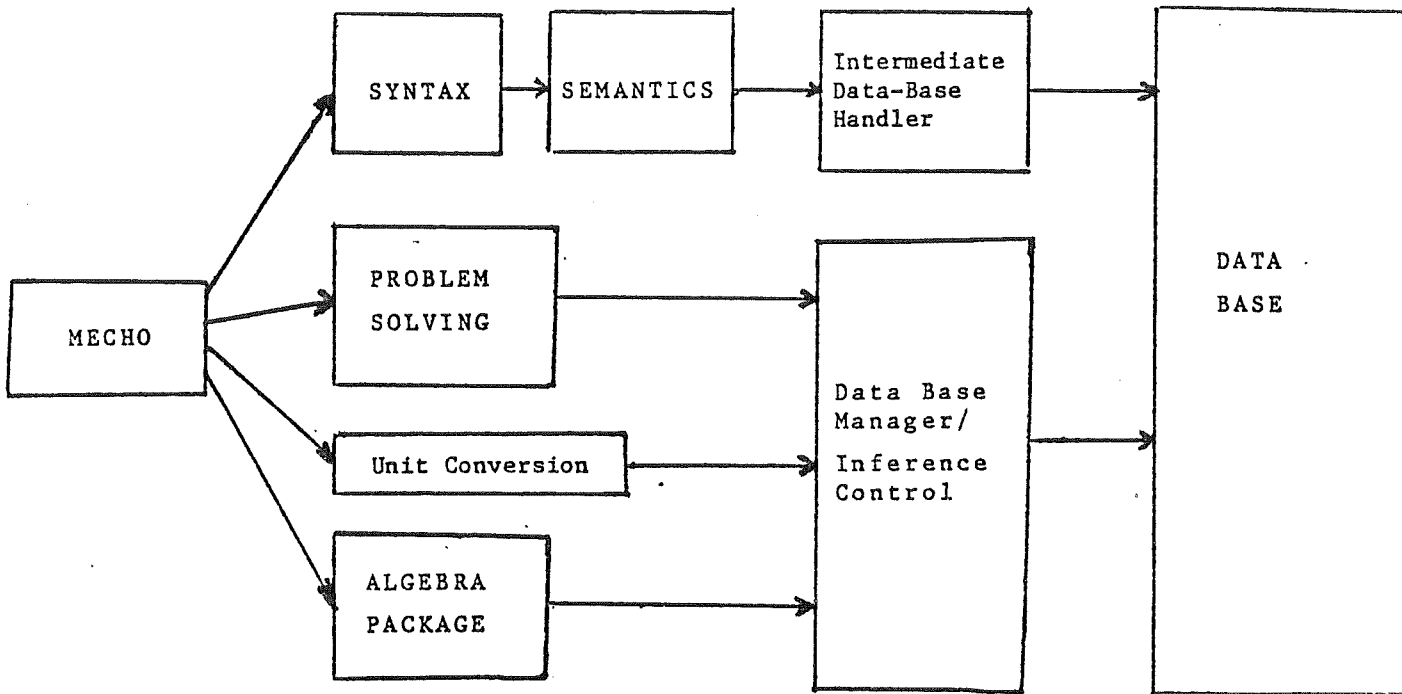 SYNTAX
SEMANTICS
Intermediate
Data-Base
Handler
MECHO
PROBLEM
SOLVING
Unit Conversion
ALGEBRA
PACKAGE
Data Base
Manager/
Inference
Control
DATA
BASE